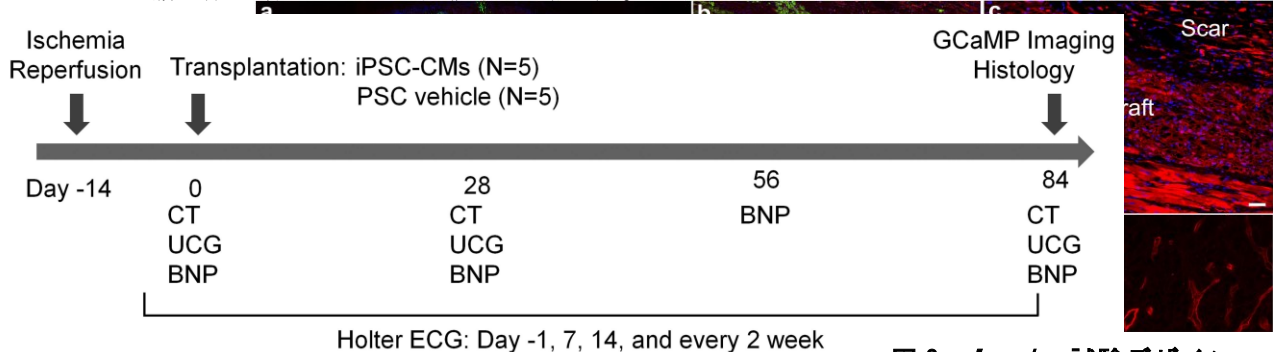 a
b
c
Scar
raft
Ischemia
Reperfusion
Transplantation: iPSC-CMs (N=5)
PSC vehicle (N=5)
GCaMP Imaging
Histology
Day -14
0
28
56
84
CT
UCG
BNP
CT
UCG
BNP
BNP
CT
UCG
BNP
Holter ECG: Day -1, 7, 14, and every 2 week